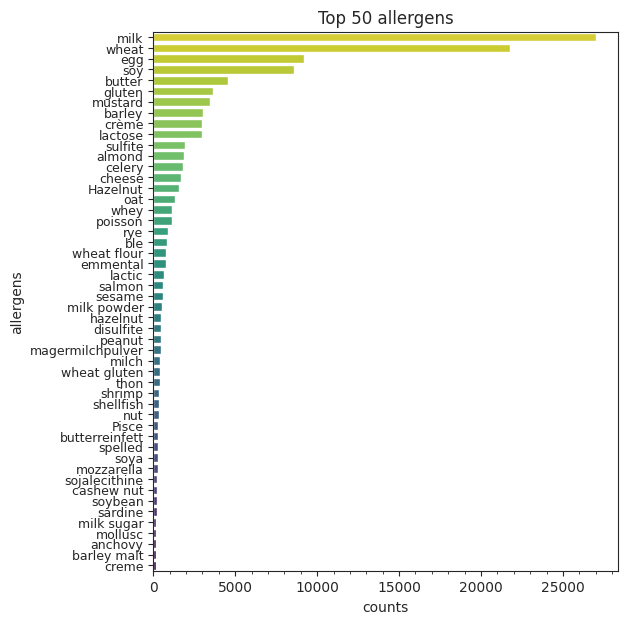 Top 50 allergens
milk
wheat
egg
soy
butter
gluten
mustard
barley
crème
lactose
sulfite
almond
celery
cheese
Hazelnut
oat
whey
poisson
rye
ble
wheat flour
emmental
lactic
salmon
sesame
milk powder
hazelnut
disulfite
peanut
magermilchpulver
milch
wheat gluten
thon
shrimp
shellfish
nut
Pisce
butterreinfett
spelled
soya
mozzarella
sojalecithine
cashew nut
soybean
sardine
milk sugar
mollusc
anchovy
barley malt
creme
allergens
0 5000 10000 15000 20000 25000
counts